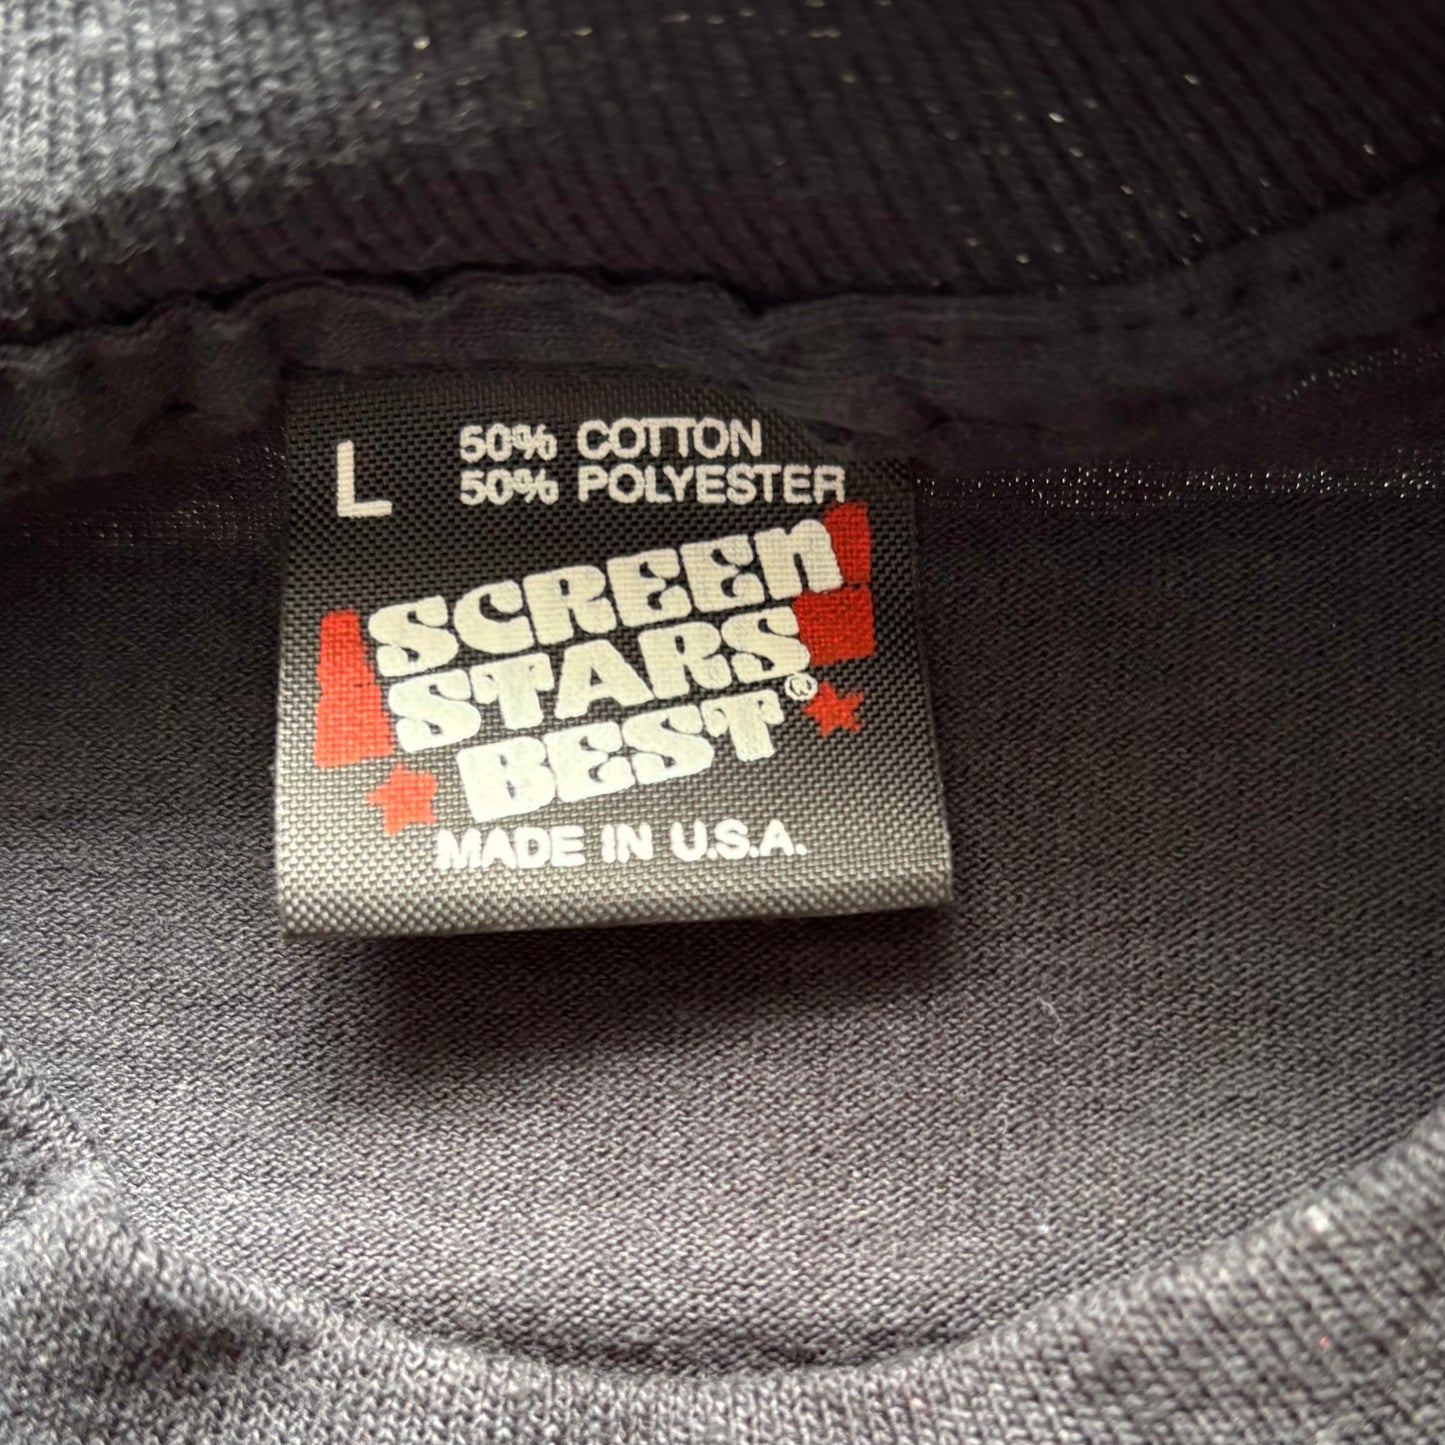 L
50% COTTON
50% POLYESTER
SCREEn
STARS
BEST®
MADE IN U.S.A.